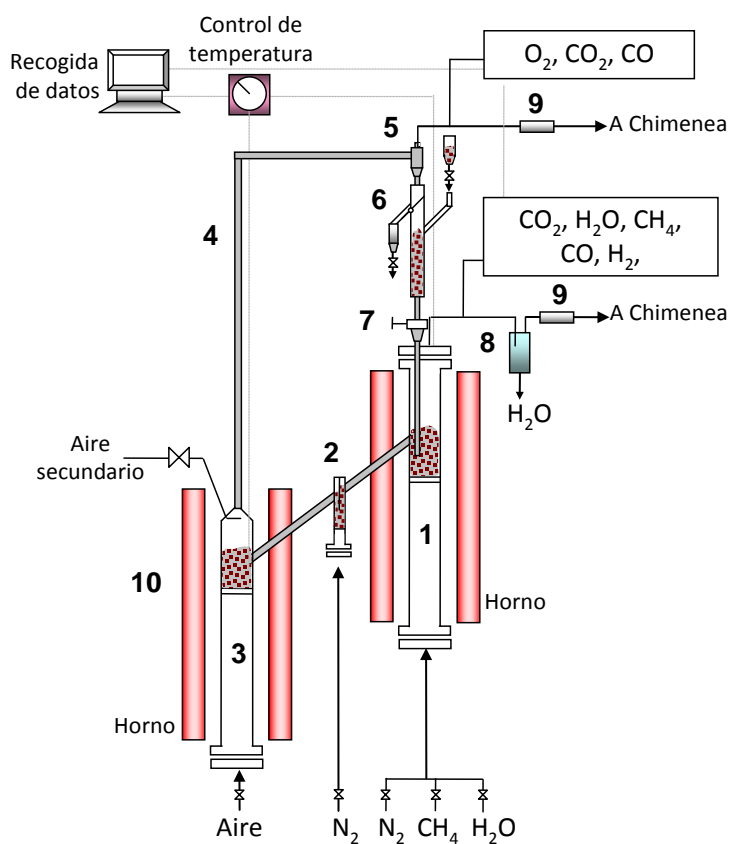 Control de
temperatura
Recogida
de datos
O₂, CO₂, CO
9
A Chimenea
5
6
4
CO₂, H₂O, CH₄,
CO, H₂,
9
A Chimenea
7
8
H₂O
Aire
secundario
2
1
10
Horno
3
Horno
Aire
N₂
N₂
CH₄
H₂O